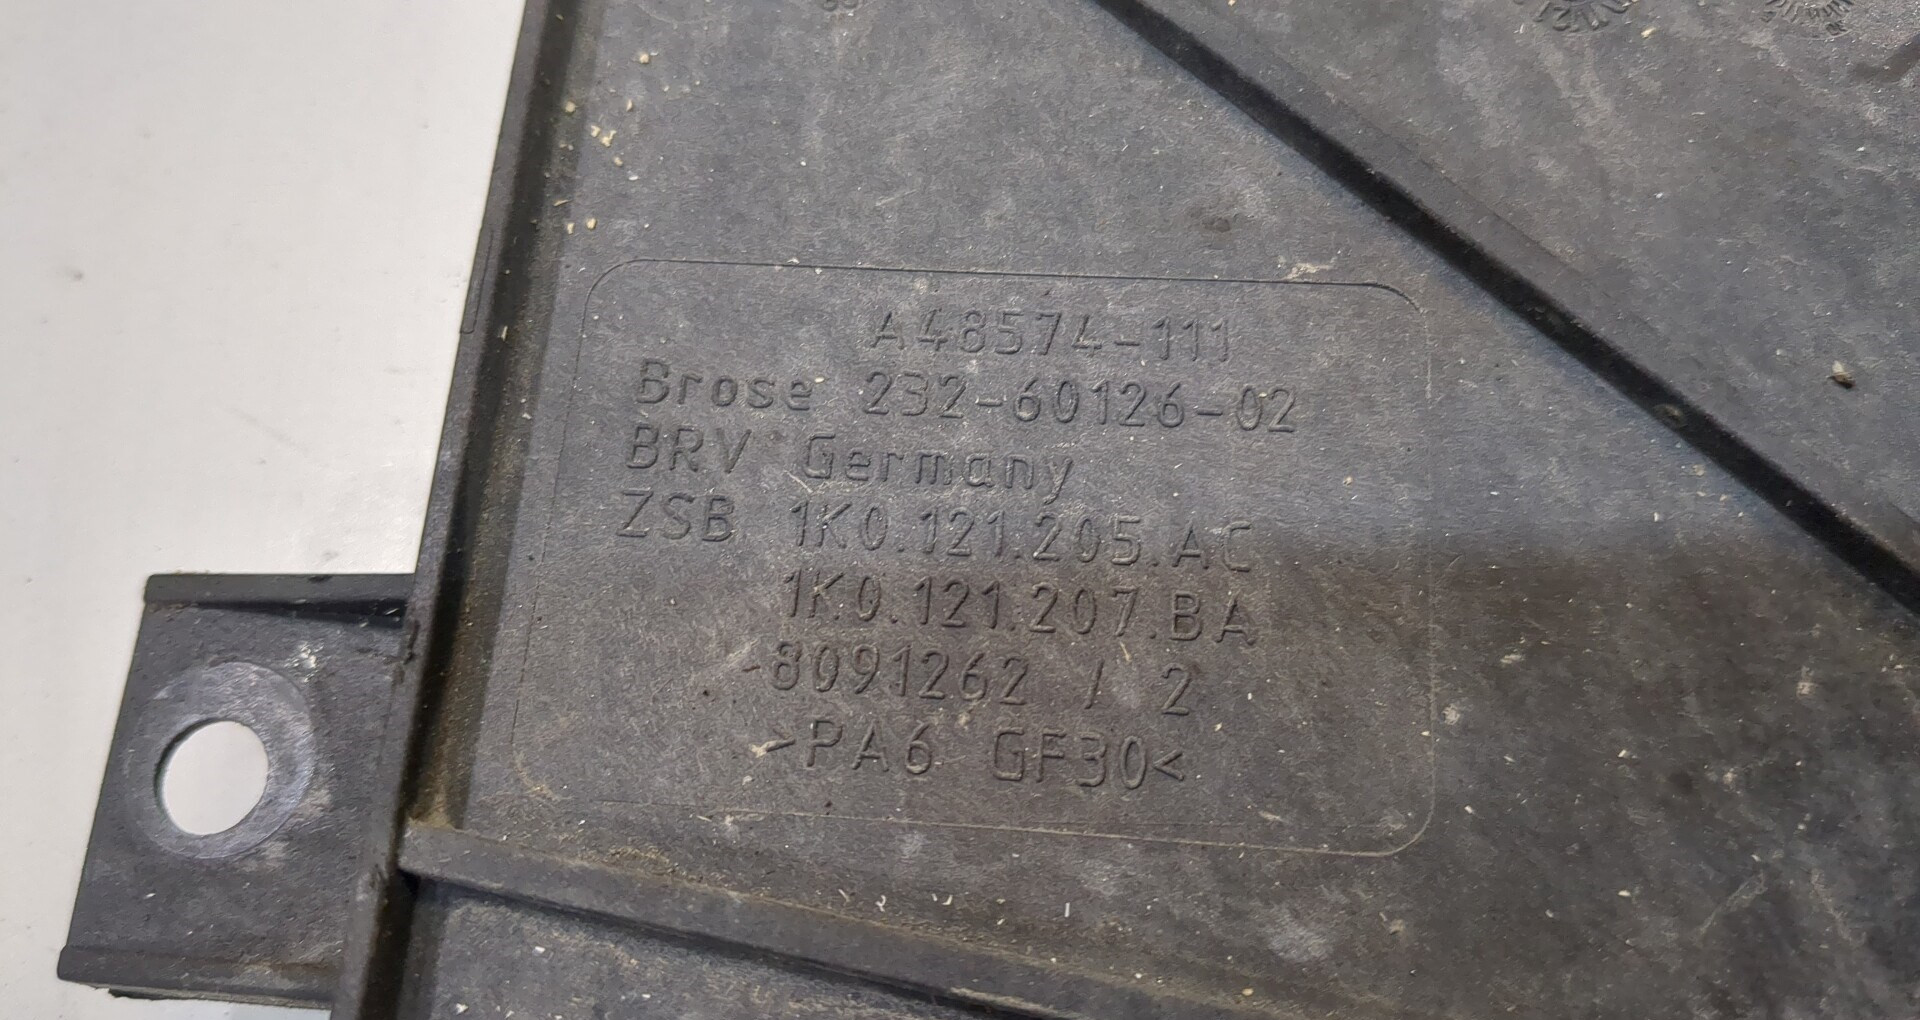 A48574-111
Brose 232-60126-02
BRV Germany
ZSB 1K0.121.205.AC
1K0.121.207.BA
8091262 / 2
>PA6 GF30<